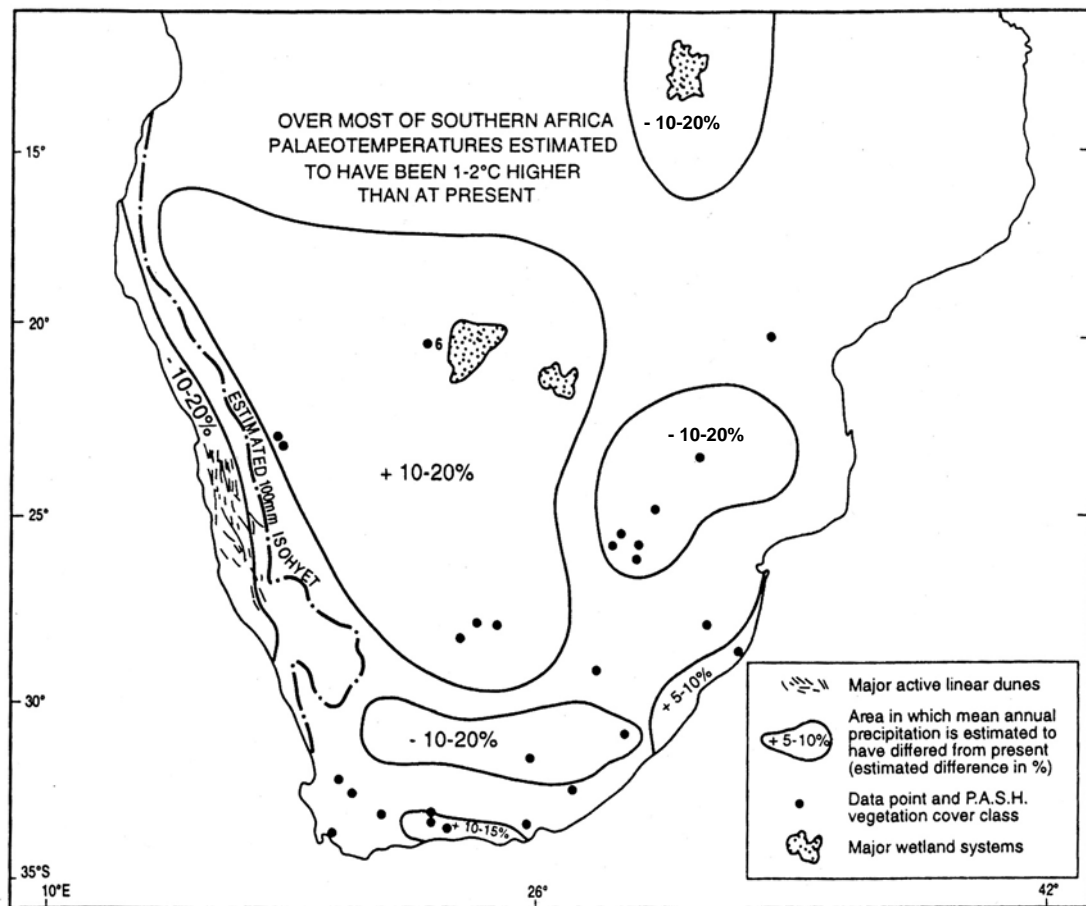 OVER MOST OF SOUTHERN AFRICA
PALAEOTEMPERATURES ESTIMATED
TO HAVE BEEN 1-2°C HIGHER
THAN AT PRESENT
- 10-20%
15°
20°
6
- 10-20%
ESTIMATED 100mm ISOHYET
+ 10-20%
- 10-20%
25°
30°
+ 5-10%
- 10-20%
+ 10-15%
35°S
10°E
26°
42°
Major active linear dunes
+ 5-10%
Area in which mean annual
precipitation is estimated to
have differed from present
(estimated difference in %)
Data point and P.A.S.H.
vegetation cover class
Major wetland systems